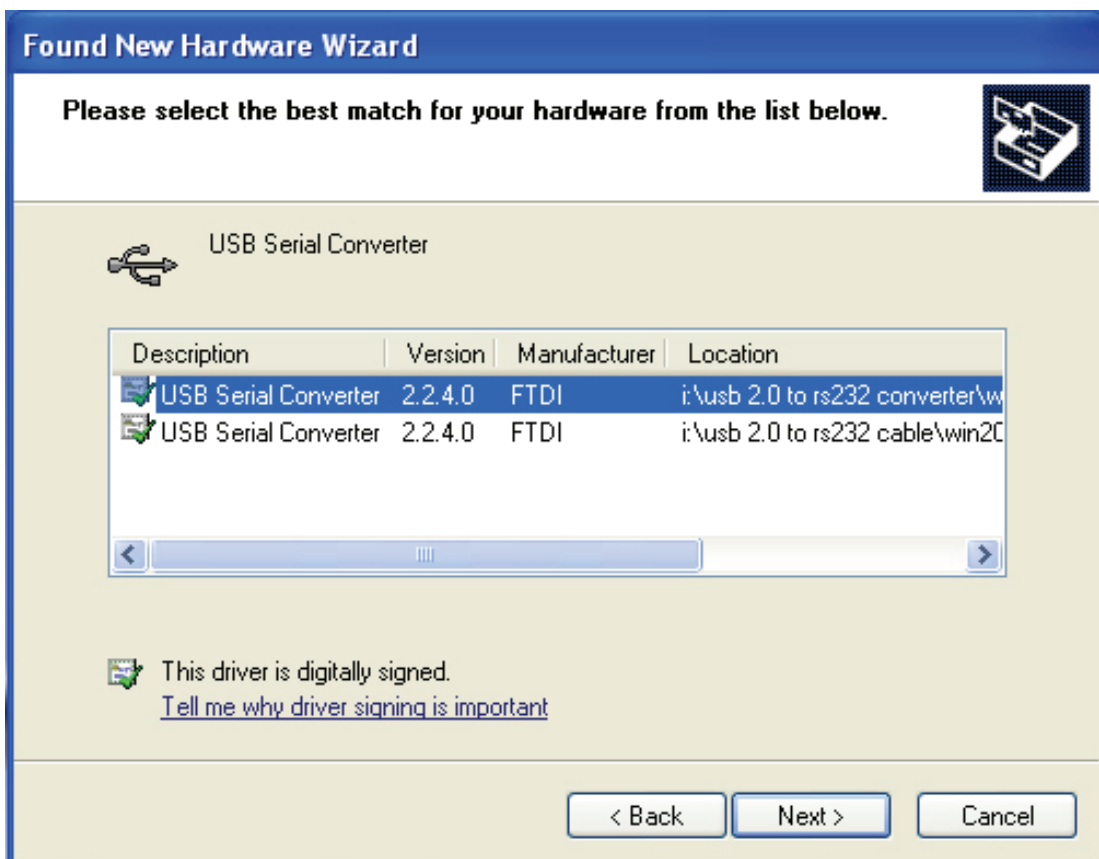 Found New Hardware Wizard
Please select the best match for your hardware from the list below.
USB Serial Converter
Description Version Manufacturer Location
USB Serial Converter 2.2.4.0 FTDI i:\usb 2.0 to rs232 converter\w
USB Serial Converter 2.2.4.0 FTDI i:\usb 2.0 to rs232 cable\win20
This driver is digitally signed.
Tell me why driver signing is important
< Back Next > Cancel